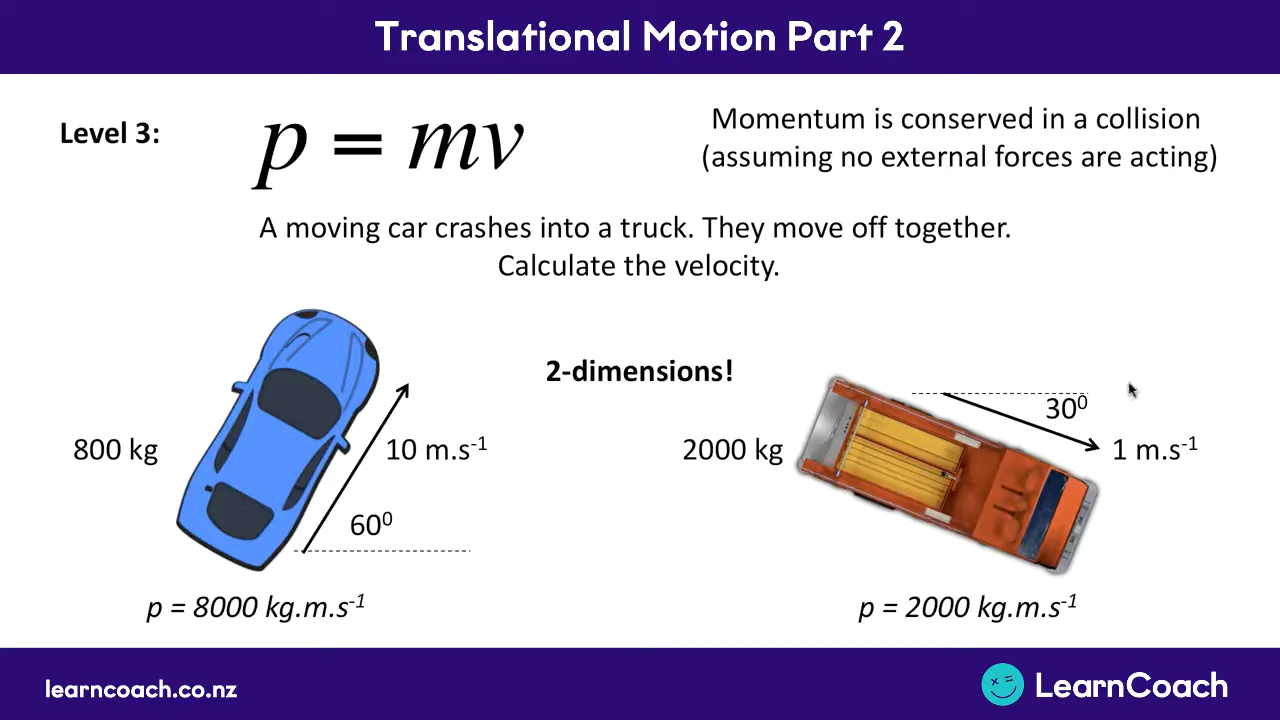 Translational Motion Part 2
Level 3:
p = mv
Momentum is conserved in a collision
(assuming no external forces are acting)
A moving car crashes into a truck. They move off together.
Calculate the velocity.
2-dimensions!
800 kg
10 m.s⁻¹
60⁰
p = 8000 kg.m.s⁻¹
2000 kg
30⁰
1 m.s⁻¹
p = 2000 kg.m.s⁻¹
learncoach.co.nz
LearnCoach